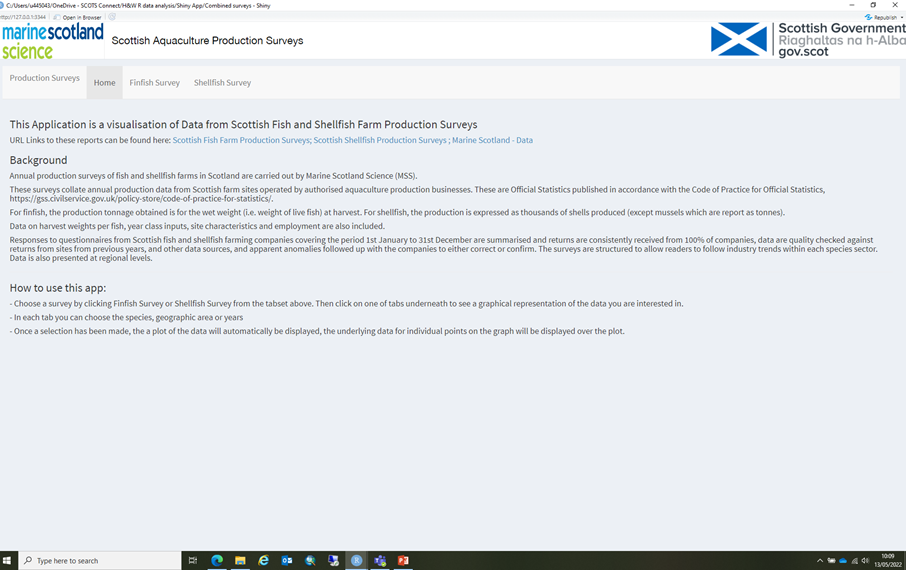 C:/Users/u445043/OneDrive - SCOTS Connect/H&W R data analysis/Shiny App/Combined surveys - Shiny
http://127.0.0.1:3344
Open in Browser
Republish
marinescotland
science
Scottish Aquaculture Production Surveys
Scottish Government
Riaghaltas na h-Alba
gov.scot
Production Surveys
Home
Finfish Survey
Shellfish Survey
This Application is a visualisation of Data from Scottish Fish and Shellfish Farm Production Surveys
URL Links to these reports can be found here: Scottish Fish Farm Production Surveys; Scottish Shellfish Production Surveys ; Marine Scotland - Data
Background
Annual production surveys of fish and shellfish farms in Scotland are carried out by Marine Scotland Science (MSS).
These surveys collate annual production data from Scottish farm sites operated by authorised aquaculture production businesses. These are Official Statistics published in accordance with the Code of Practice for Official Statistics,
https://gss.civilservice.gov.uk/policy-store/code-of-practice-for-statistics/.
For finfish, the production tonnage obtained is for the wet weight (i.e. weight of live fish) at harvest. For shellfish, the production is expressed as thousands of shells produced (except mussels which are report as tonnes).
Data on harvest weights per fish, year class inputs, site characteristics and employment are also included.
Responses to questionnaires from Scottish fish and shellfish farming companies covering the period 1st January to 31st December are summarised and returns are consistently received from 100% of companies, data are quality checked against
returns from sites from previous years, and other data sources, and apparent anomalies followed up with the companies to either correct or confirm. The surveys are structured to allow readers to follow industry trends within each species sector.
Data is also presented at regional levels.
How to use this app:
- Choose a survey by clicking Finfish Survey or Shellfish Survey from the tabset above. Then click on one of tabs underneath to see a graphical representation of the data you are interested in.
- In each tab you can choose the species, geographic area or years
- Once a selection has been made, the a plot of the data will automatically be displayed, the underlying data for individual points on the graph will be displayed over the plot.
Type here to search
10:09
13/05/2022